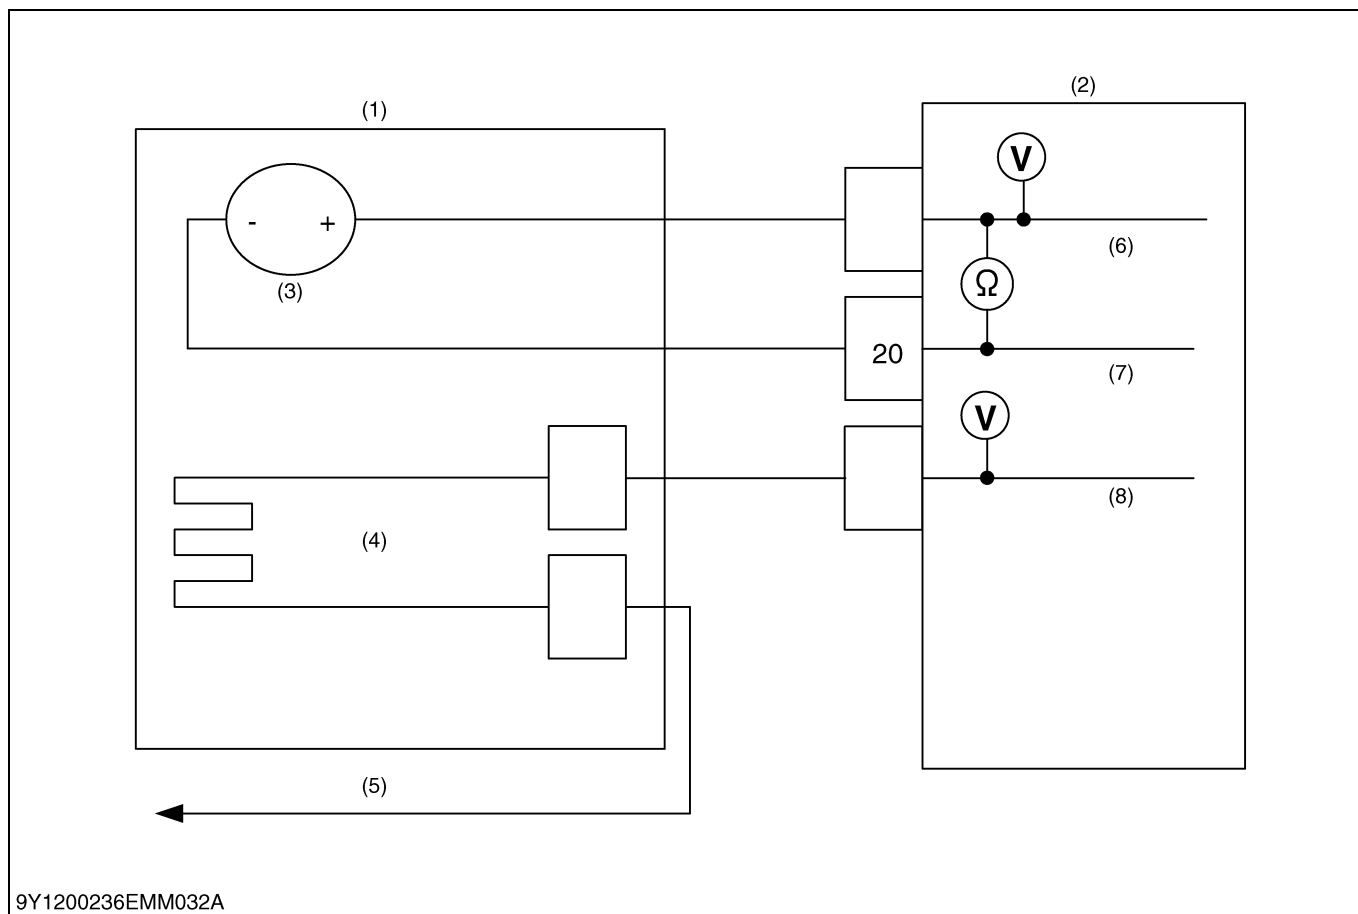 (2)
(1)
V
- +
(6)
Ω
(3)
20
(7)
V
(8)
(4)
(5)
9Y1200236EMM032A